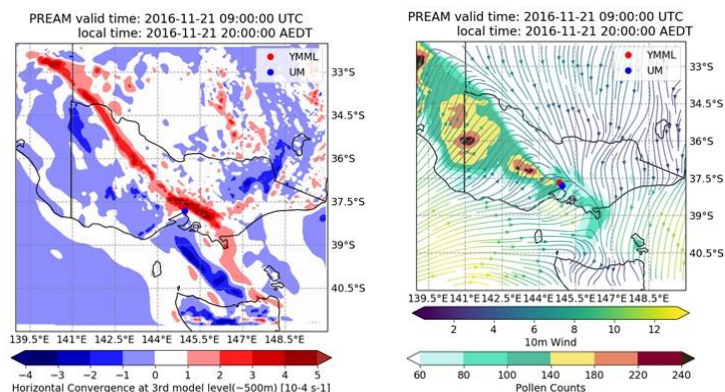 PREAM valid time: 2016-11-21 09:00:00 UTC
local time: 2016-11-21 20:00:00 AEDT
YMML
UM
33°S
34.5°S
36°S
37.5°S
39°S
40.5°S
139.5°E 141°E 142.5°E 144°E 145.5°E 147°E 148.5°E
−4 −3 −2 −1 0 1 2 3 4 5
Horizontal Convergence at 3rd model level(~500m) [10-4 s-1]
PREAM valid time: 2016-11-21 09:00:00 UTC
local time: 2016-11-21 20:00:00 AEDT
YMML
UM
33°S
34.5°S
36°S
37.5°S
39°S
40.5°S
139.5°E 141°E 142.5°E 144°E 145.5°E 147°E 148.5°E
2 4 6 8 10 12
10m Wind
60 80 100 140 180 220 240
Pollen Counts